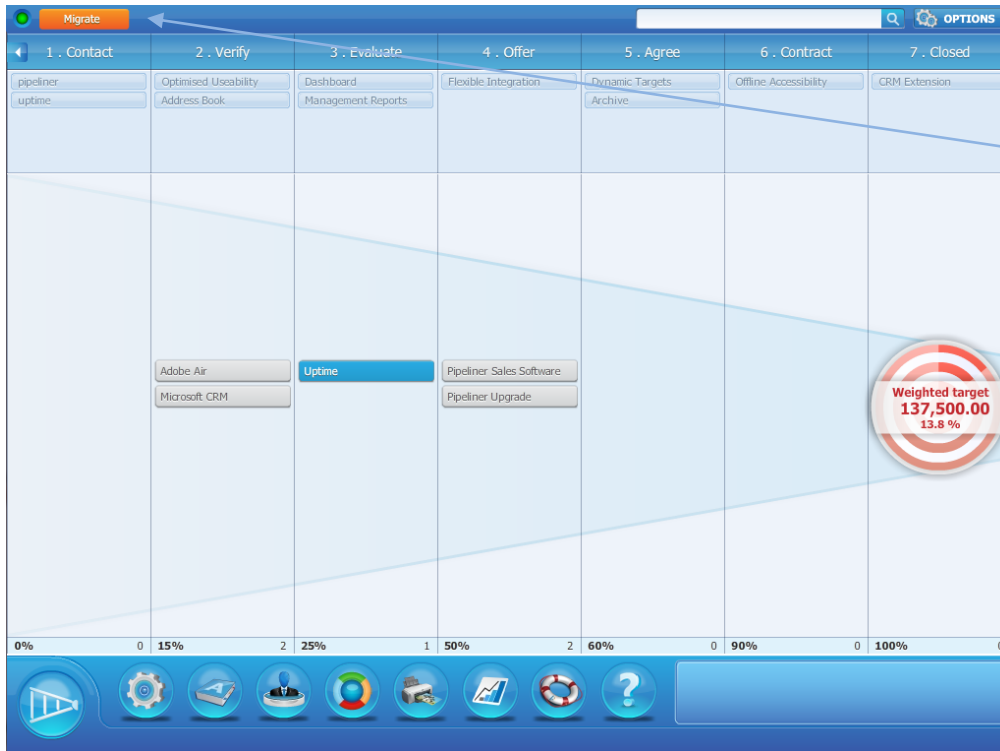 Migrate
OPTIONS
1 . Contact 2 . Verify 3 . Evaluate 4 . Offer 5 . Agree 6 . Contract 7 . Closed
pipeliner Optimised Useability Dashboard Flexible Integration Dynamic Targets Offline Accessibility CRM Extension
uptime Address Book Management Reports Archive
Adobe Air Uptime Pipeliner Sales Software
Microsoft CRM Pipeliner Upgrade
Weighted target
137,500.00
13.8 %
0% 0 15% 2 25% 1 50% 2 60% 0 90% 0 100%
A
?